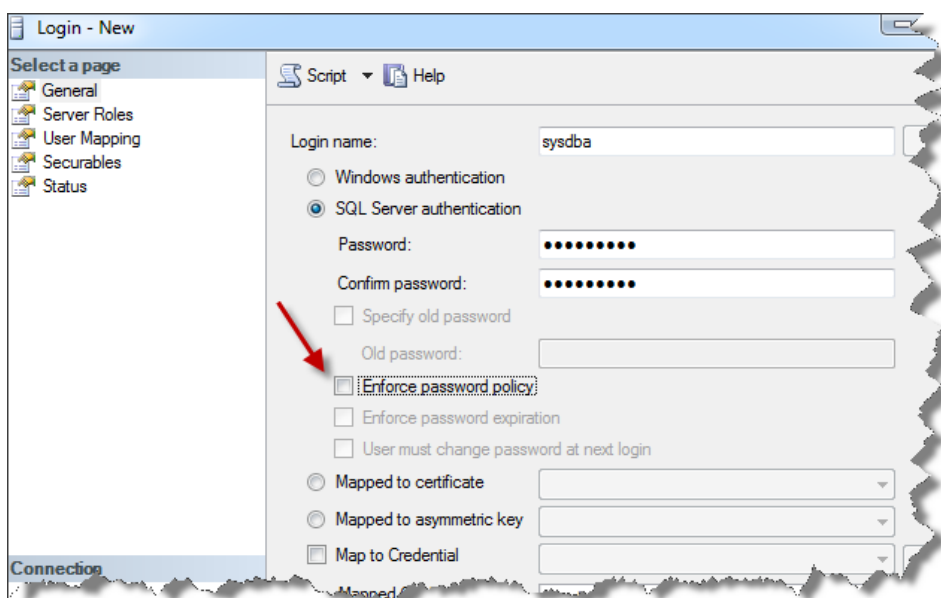 Login - New
Select a page
General
Server Roles
User Mapping
Securables
Status
Connection
Script Help
Login name: sysdba
Windows authentication
SQL Server authentication
Password: ●●●●●●●●●
Confirm password: ●●●●●●●●●
Specify old password
Old password:
Enforce password policy
Enforce password expiration
User must change password at next login
Mapped to certificate
Mapped to asymmetric key
Map to Credential
Mapped